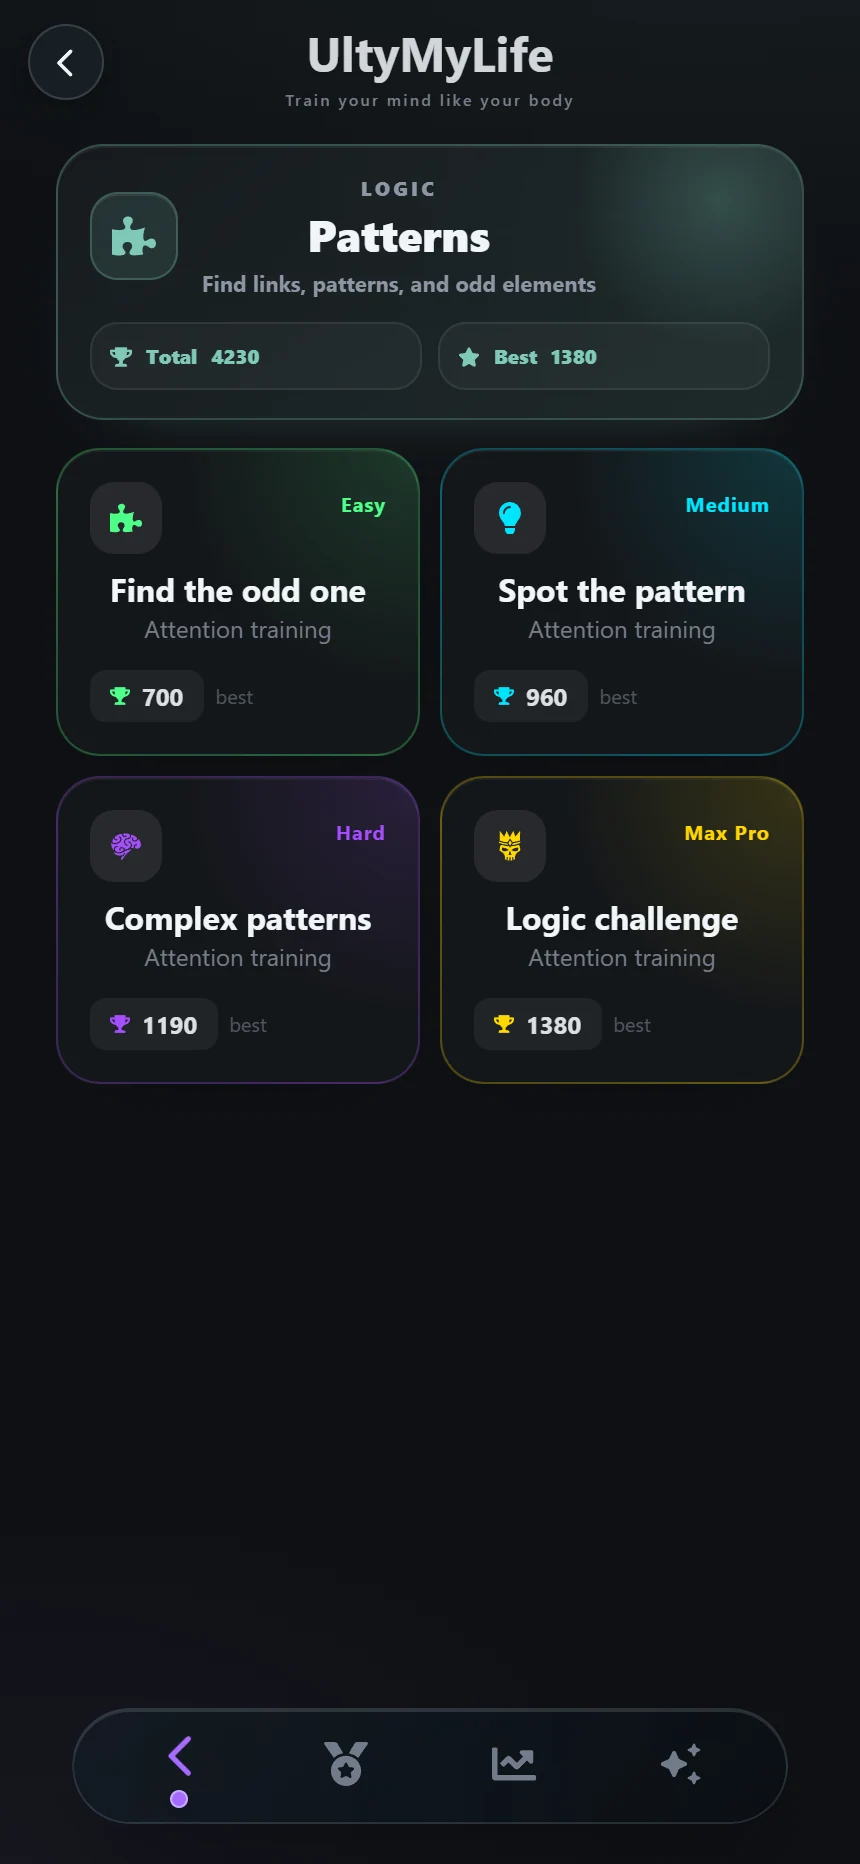 UltyMyLife
Train your mind like your body
LOGIC
Patterns
Find links, patterns, and odd elements
Total 4230
Best 1380
Easy
Find the odd one
Attention training
700 best
Medium
Spot the pattern
Attention training
960 best
Hard
Complex patterns
Attention training
1190 best
Max Pro
Logic challenge
Attention training
1380 best